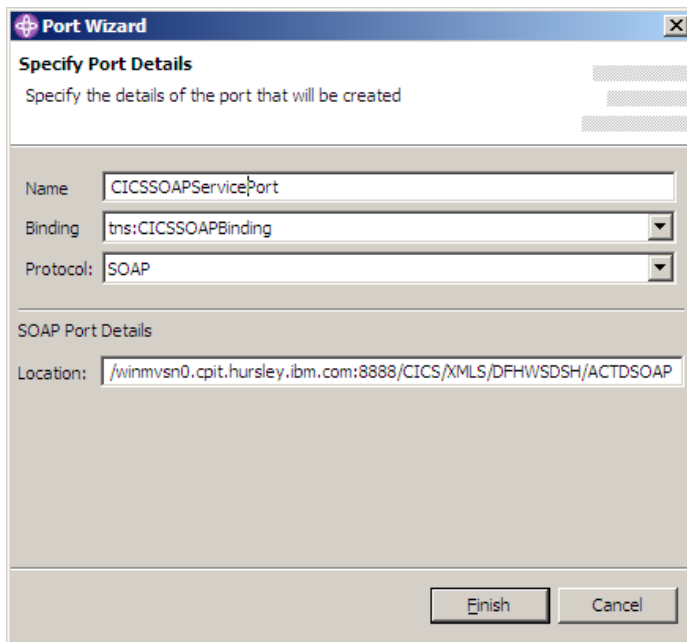 Port Wizard
Specify Port Details
Specify the details of the port that will be created
Name CICSSOAPServicePort
Binding tns:CICSSOAPBinding
Protocol: SOAP
SOAP Port Details
Location: /winmvsn0.cpit.hursley.ibm.com:8888/CICS/XMLS/DFHWSDSH/ACTDSOAP
Finish Cancel